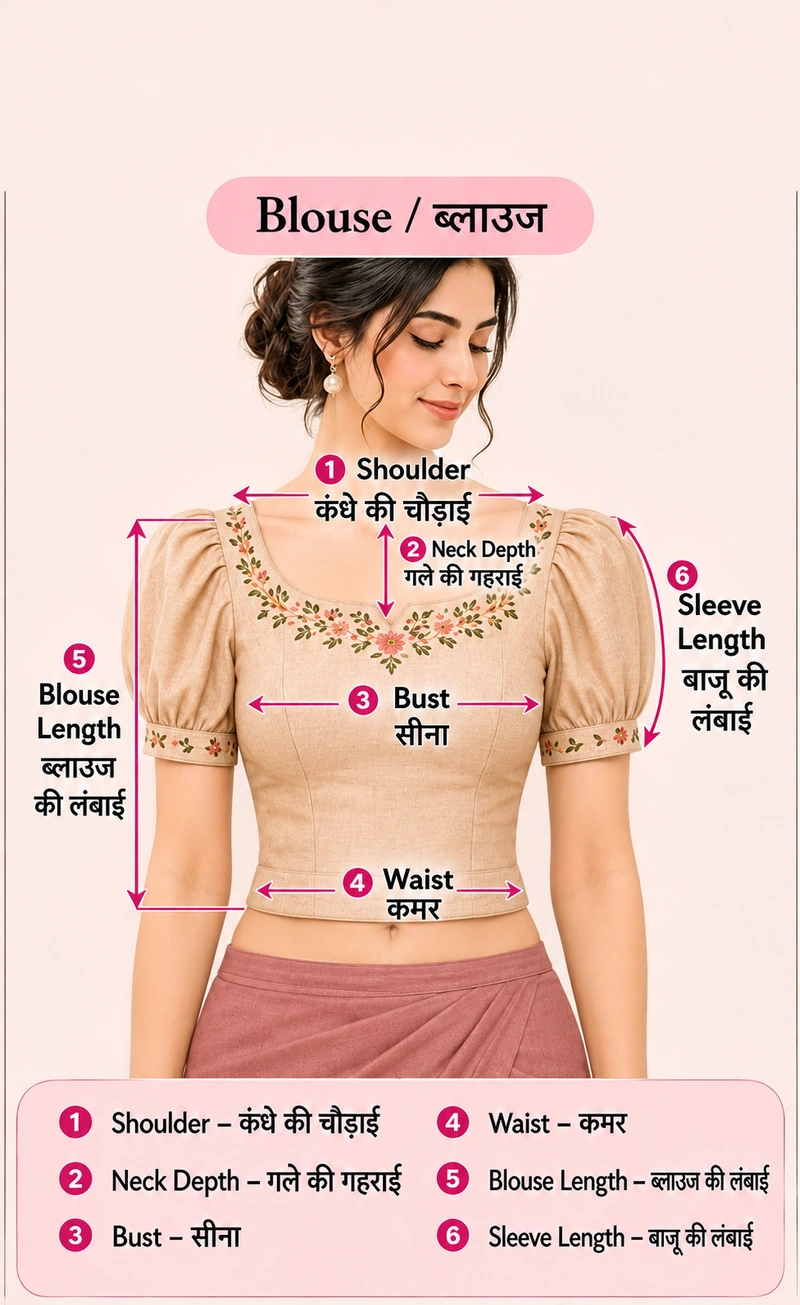 Blouse / ब्लाउज
1 Shoulder
कंधे की चौड़ाई
2 Neck Depth
गले की गहराई
6
Sleeve
Length
बाजू की
लंबाई
5
Blouse
Length
ब्लाउज
की लंबाई
3 Bust
सीना
4 Waist
कमर
1 Shoulder – कंधे की चौड़ाई
2 Neck Depth – गले की गहराई
3 Bust – सीना
4 Waist – कमर
5 Blouse Length – ब्लाउज की लंबाई
6 Sleeve Length – बाजू की लंबाई